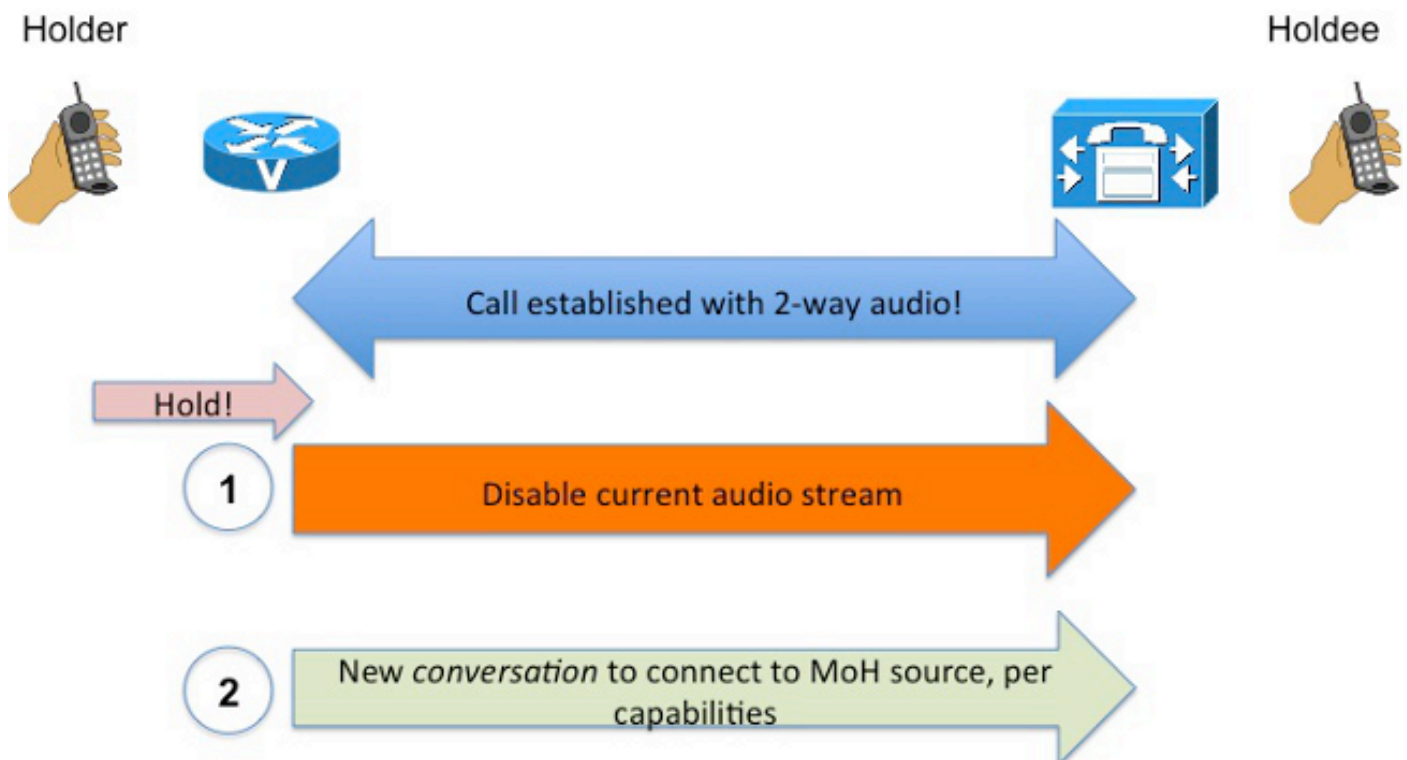 Holder
Holdee
V
Call established with 2-way audio!
Hold!
1
Disable current audio stream
2
New conversation to connect to MoH source, per
capabilities